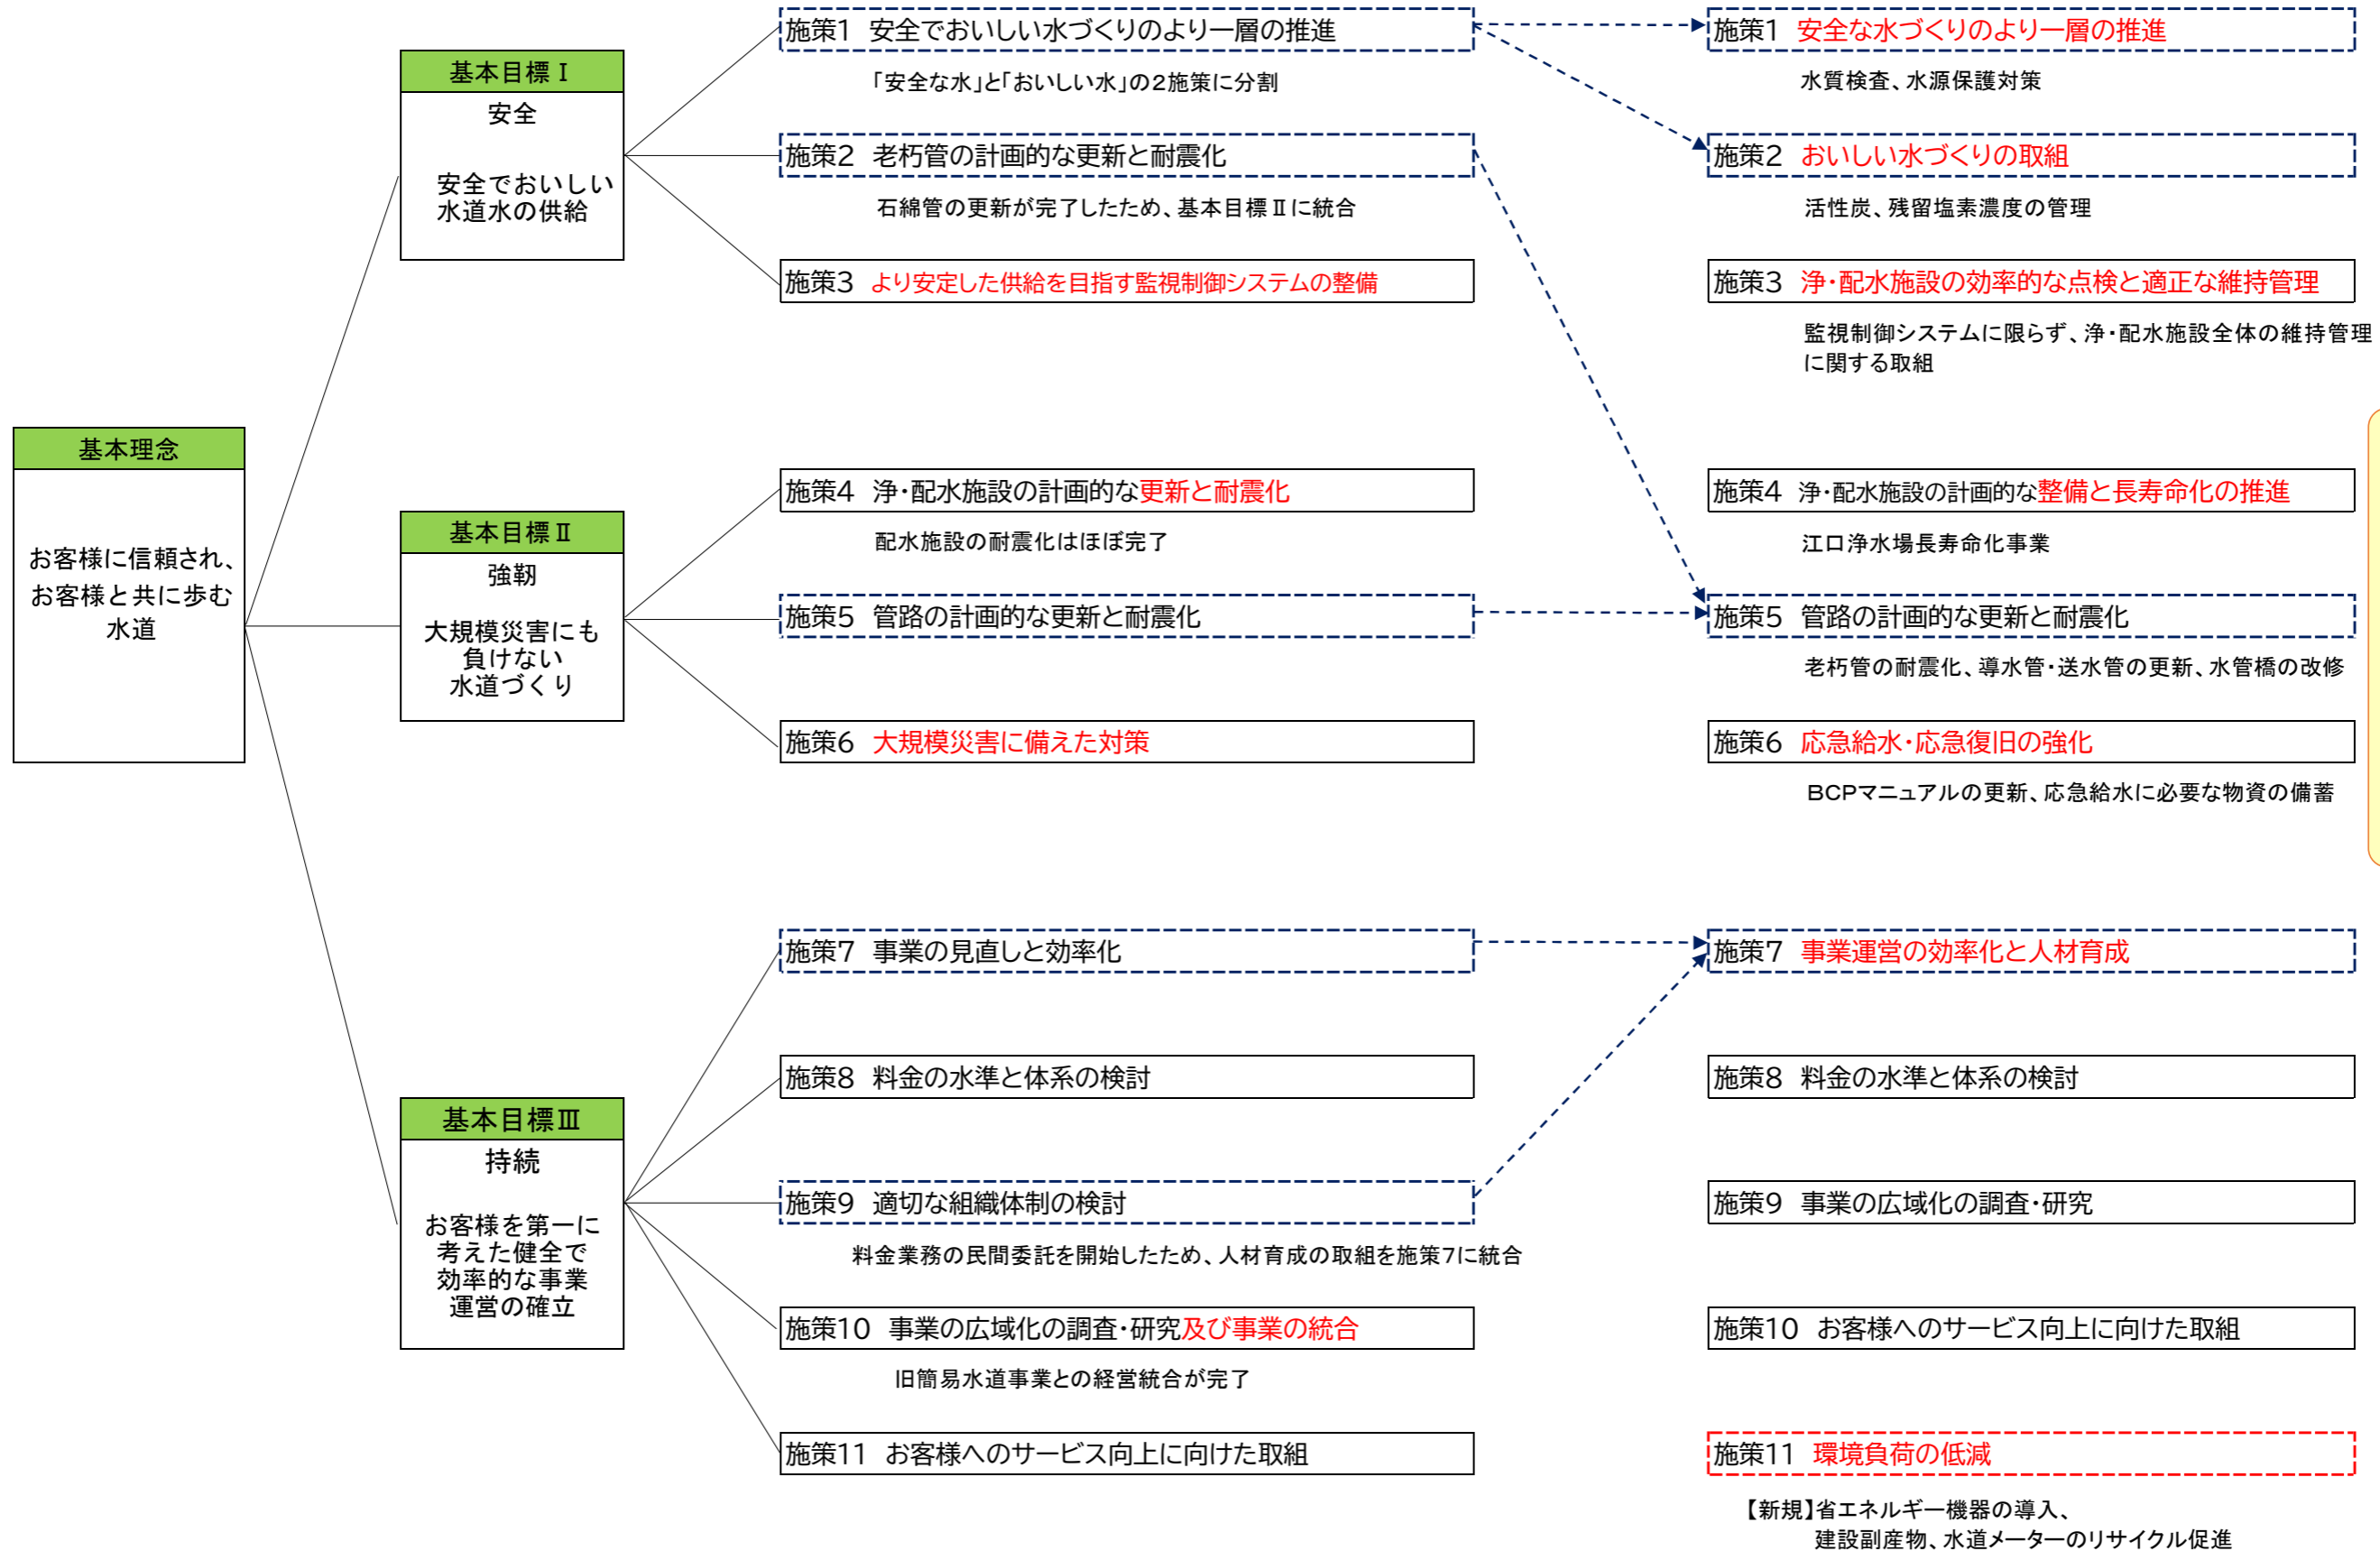 基本理念
お客様に信頼され、
お客様と共に歩む
水道
基本目標Ⅰ
安全
安全でおいしい
水道水の供給
施策1　安全でおいしい水づくりのより一層の推進
「安全な水」と「おいしい水」の2施策に分割
施策2　老朽管の計画的な更新と耐震化
石綿管の更新が完了したため、基本目標Ⅱに統合
施策3　より安定した供給を目指す監視制御システムの整備
基本目標Ⅱ
強靭
大規模災害にも
負けない
水道づくり
施策4　浄・配水施設の計画的な更新と耐震化
配水施設の耐震化はほぼ完了
施策5　管路の計画的な更新と耐震化
施策6　大規模災害に備えた対策
基本目標Ⅲ
持続
お客様を第一に
考えた健全で
効率的な事業
運営の確立
施策7　事業の見直しと効率化
施策8　料金の水準と体系の検討
施策9　適切な組織体制の検討
料金業務の民間委託を開始したため、人材育成の取組を施策7に統合
施策10　事業の広域化の調査・研究及び事業の統合
旧簡易水道事業との経営統合が完了
施策11　お客様へのサービス向上に向けた取組
施策1　安全な水づくりのより一層の推進
水質検査、水源保護対策
施策2　おいしい水づくりの取組
活性炭、残留塩素濃度の管理
施策3　浄・配水施設の効率的な点検と適正な維持管理
監視制御システムに限らず、浄・配水施設全体の維持管理
に関する取組
施策4　浄・配水施設の計画的な整備と長寿命化の推進
江口浄水場長寿命化事業
施策5　管路の計画的な更新と耐震化
老朽管の耐震化、導水管・送水管の更新、水管橋の改修
施策6　応急給水・応急復旧の強化
BCPマニュアルの更新、応急給水に必要な物資の備蓄
施策7　事業運営の効率化と人材育成
施策8　料金の水準と体系の検討
施策9　事業の広域化の調査・研究
施策10　お客様へのサービス向上に向けた取組
施策11　環境負荷の低減
【新規】省エネルギー機器の導入、
建設副産物、水道メーターのリサイクル促進